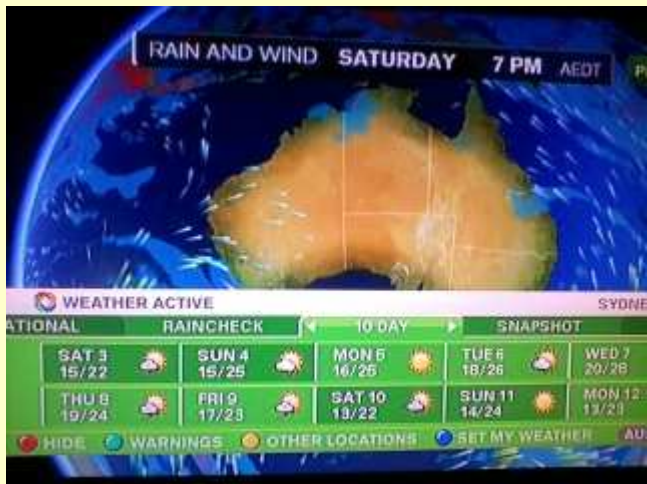 RAIN AND WIND SATURDAY 7 PM AEDT
WEATHER ACTIVE
RAINCHECK 10 DAY SNAPSHOT
SAT 3 SUN 4 MON 5 TUE 6 WED 7
15/22 15/25 16/25 18/26 20/28
THU 8 FRI 9 SAT 10 SUN 11 MON 12
19/24 17/23 13/22 14/24 13/23
HIDE WARNINGS OTHER LOCATIONS SET MY WEATHER